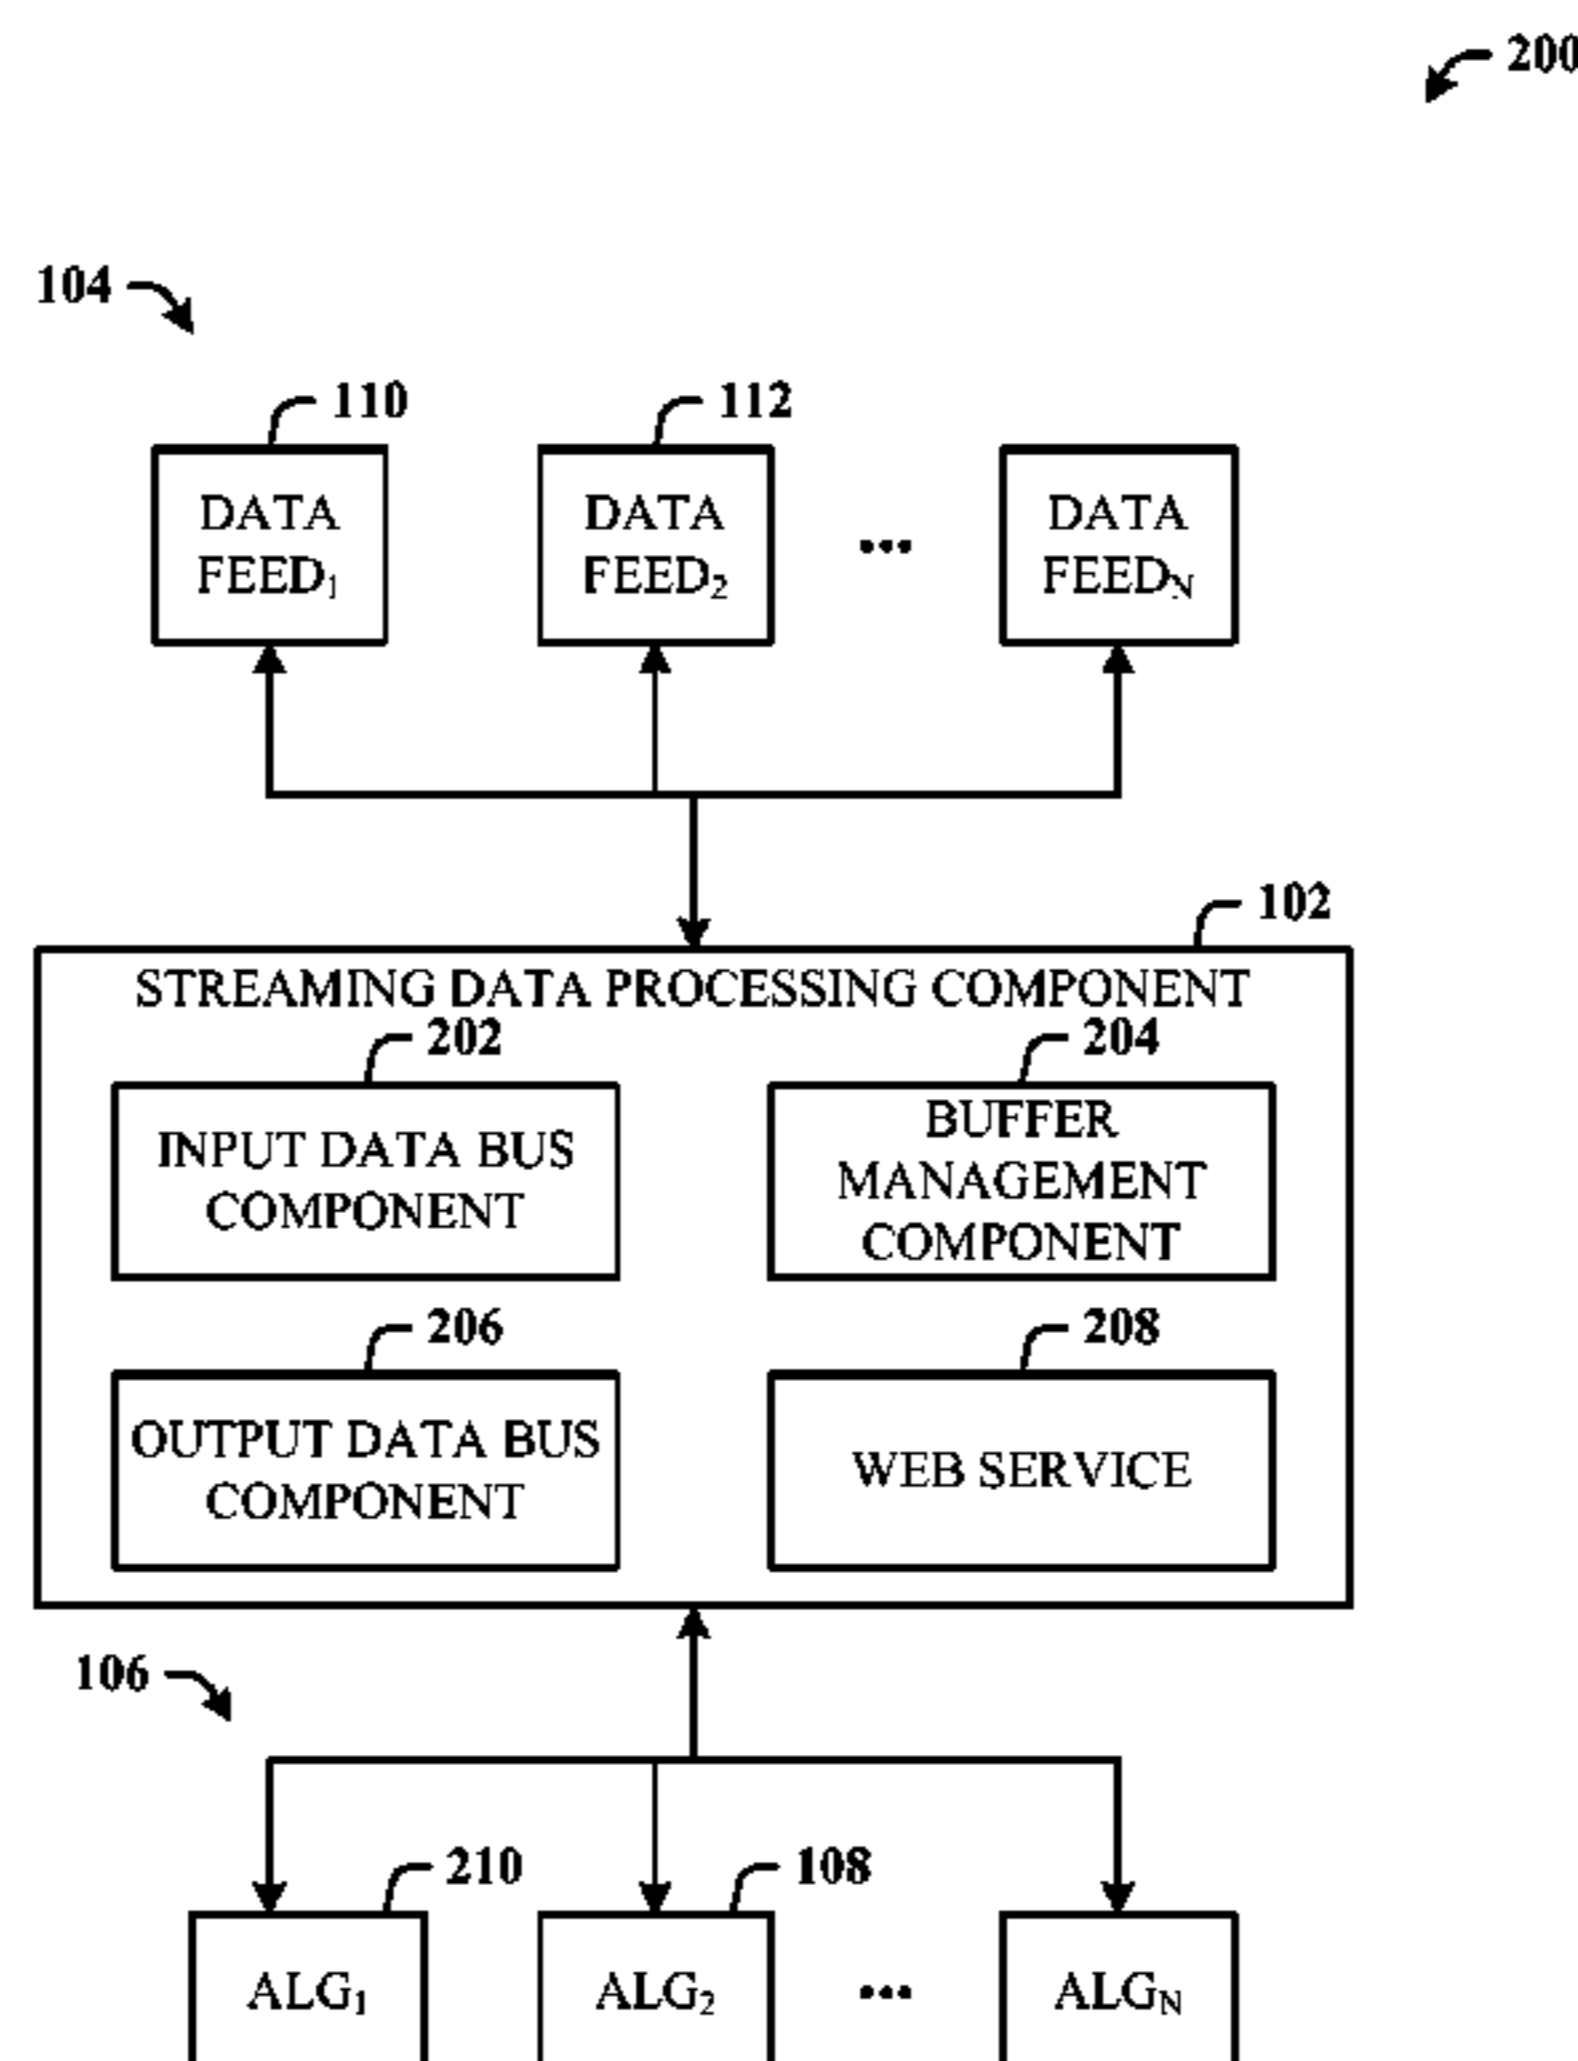 200
104
110
112
DATA
FEED₁
DATA
FEED₂
...
DATA
FEEDN
102
STREAMING DATA PROCESSING COMPONENT
202
204
INPUT DATA BUS
COMPONENT
BUFFER
MANAGEMENT
COMPONENT
206
208
OUTPUT DATA BUS
COMPONENT
WEB SERVICE
106
210
108
ALG₁
ALG₂
...
ALGN